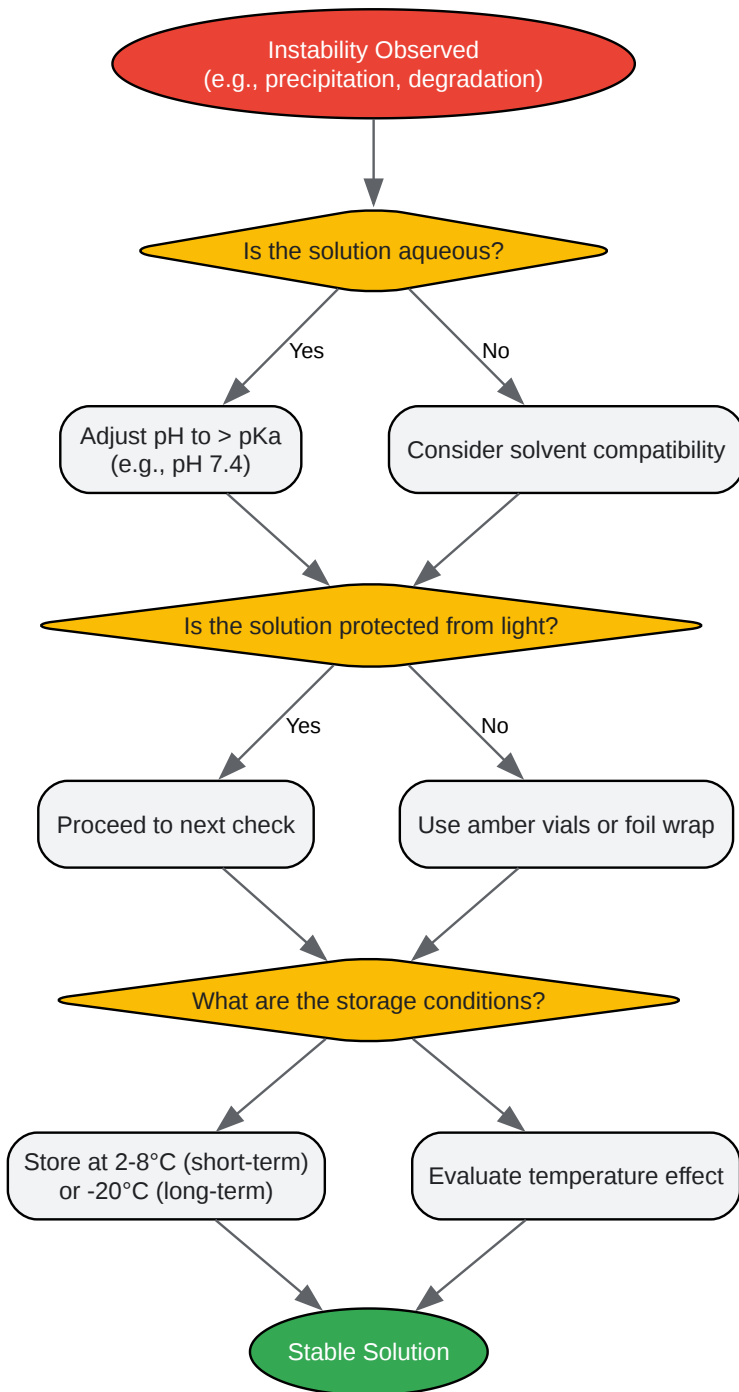 Instability Observed
(e.g., precipitation, degradation)
Is the solution aqueous?
Yes
No
Adjust pH to > pKa
(e.g., pH 7.4)
Consider solvent compatibility
Is the solution protected from light?
Yes
No
Proceed to next check
Use amber vials or foil wrap
What are the storage conditions?
Store at 2-8°C (short-term)
or -20°C (long-term)
Evaluate temperature effect
Stable Solution